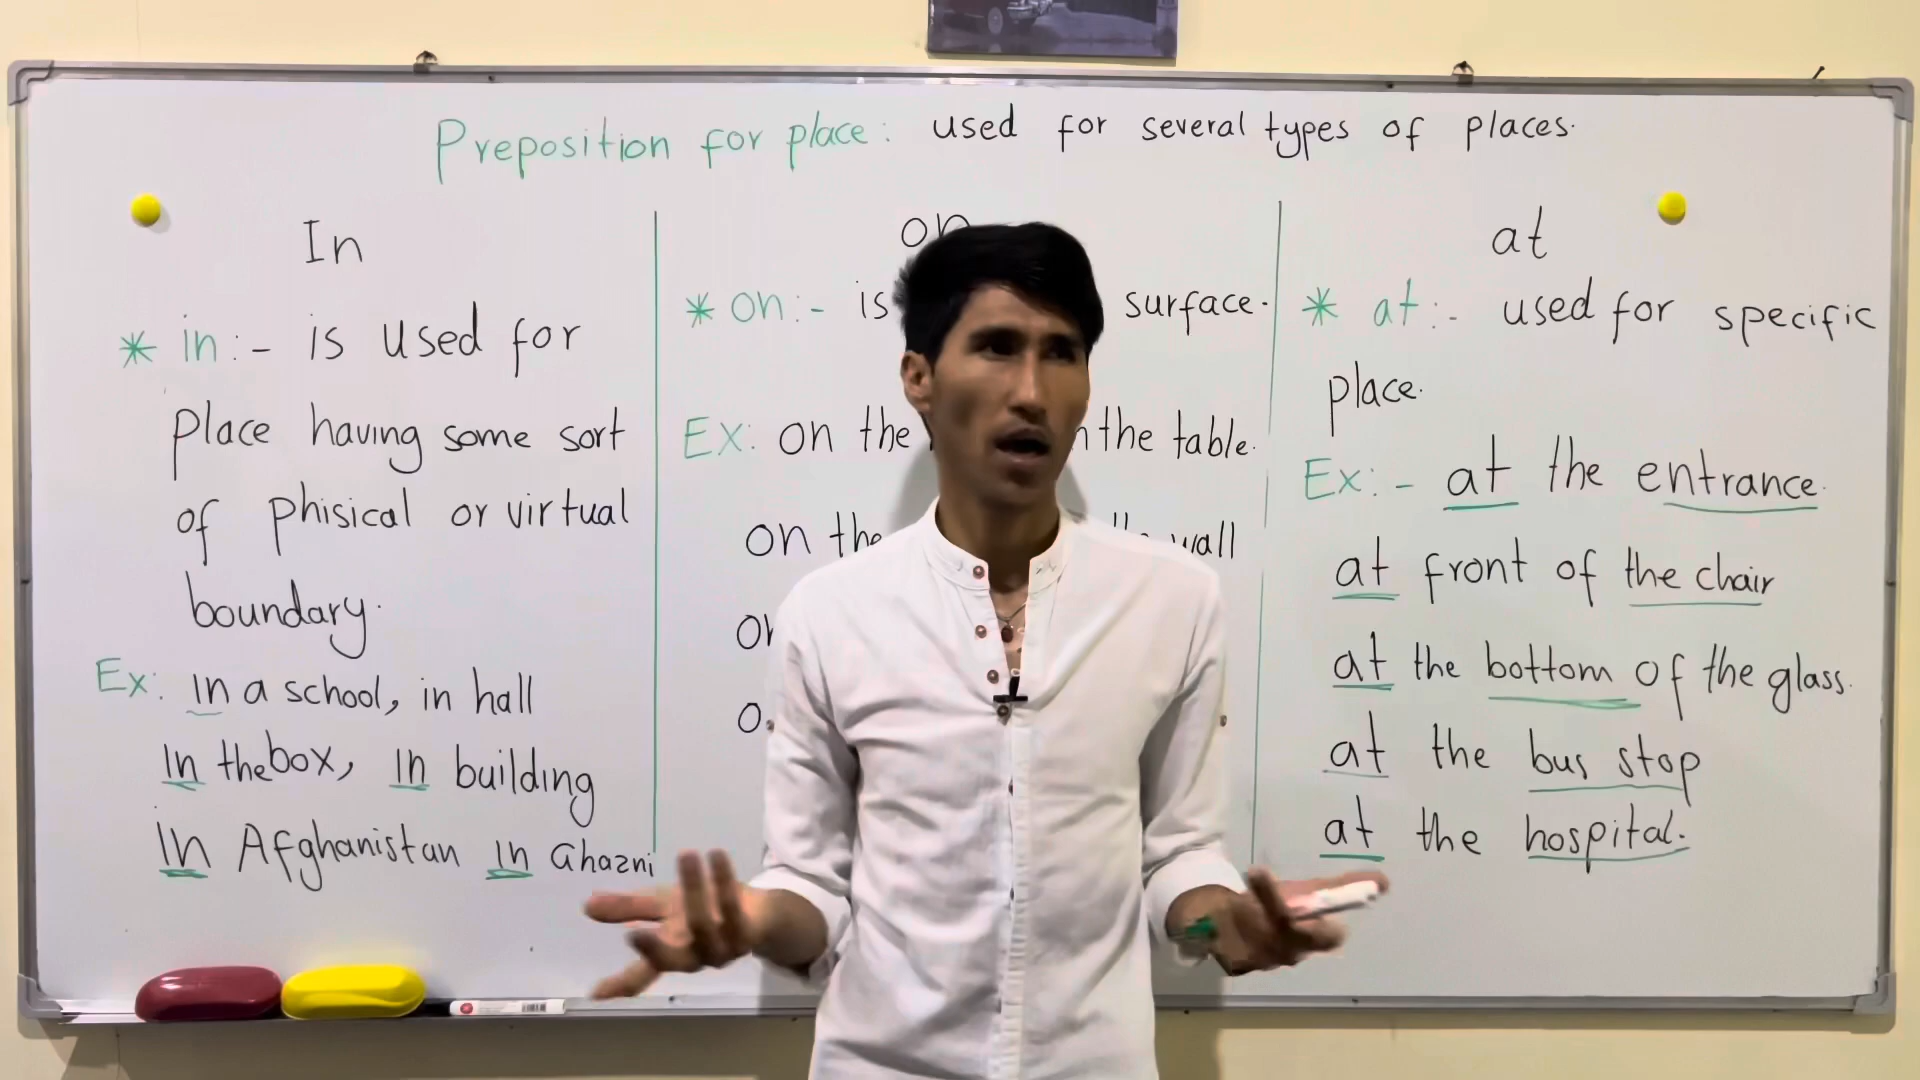 Preposition for place: used for several types of places.
In
* in:- is used for
place having some sort
of phisical or virtual
boundary.
Ex: in a school, in hall
in the box, in building
In Afghanistan in Ghazni
on
* on:- is surface.
Ex: on the the table.
on the wall
at
* at:- used for specific
place.
Ex:- at the entrance.
at front of the chair
at the bottom of the glass.
at the bus stop
at the hospital.